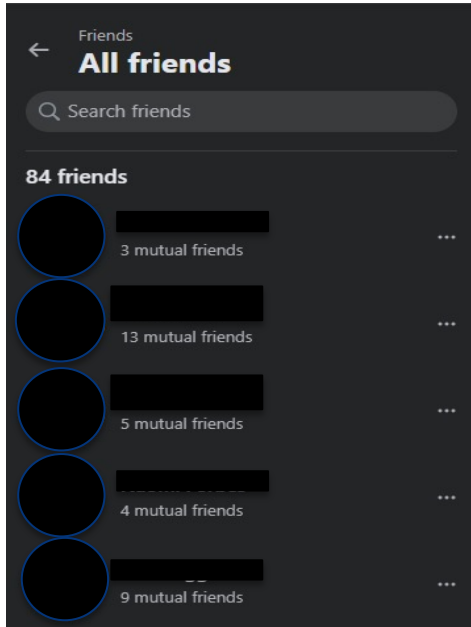 Friends
All friends
Search friends
84 friends
3 mutual friends
13 mutual friends
5 mutual friends
4 mutual friends
9 mutual friends